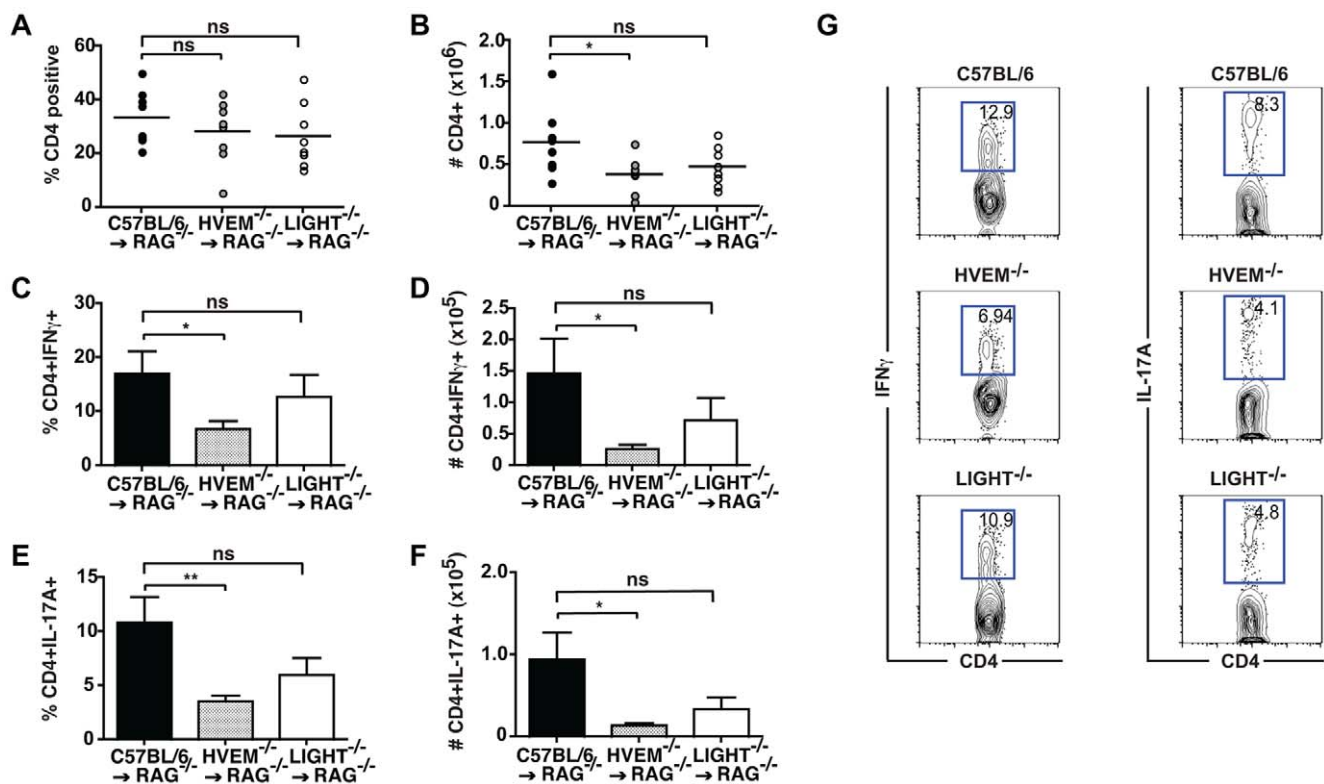 A
ns
ns
% CD4 positive
60
40
20
0
C57BL/6 HVEM-/- LIGHT-/-
→ RAG-/- → RAG-/- → RAG-/-
B
ns
*
# CD4+ (x10⁶)
2.0
1.5
1.0
0.5
0
C57BL/6 HVEM-/- LIGHT-/-
→ RAG-/- → RAG-/- → RAG-/-
C
ns
*
% CD4+IFNγ+
30
20
10
0
C57BL/6 HVEM-/- LIGHT-/-
→ RAG-/- → RAG-/- → RAG-/-
D
ns
*
# CD4+IFNγ+ (x10⁵)
2.5
2.0
1.5
1.0
0.5
0
C57BL/6 HVEM-/- LIGHT-/-
→ RAG-/- → RAG-/- → RAG-/-
E
ns
**
% CD4+IL-17A+
15
10
5
0
C57BL/6 HVEM-/- LIGHT-/-
→ RAG-/- → RAG-/- → RAG-/-
F
ns
*
# CD4+IL-17A+ (x10⁵)
2.0
1.0
0
C57BL/6 HVEM-/- LIGHT-/-
→ RAG-/- → RAG-/- → RAG-/-
G
C57BL/6
12.9
HVEM-/-
6.94
LIGHT-/-
10.9
IFNγ
CD4
C57BL/6
8.3
HVEM-/-
4.1
LIGHT-/-
4.8
IL-17A
CD4